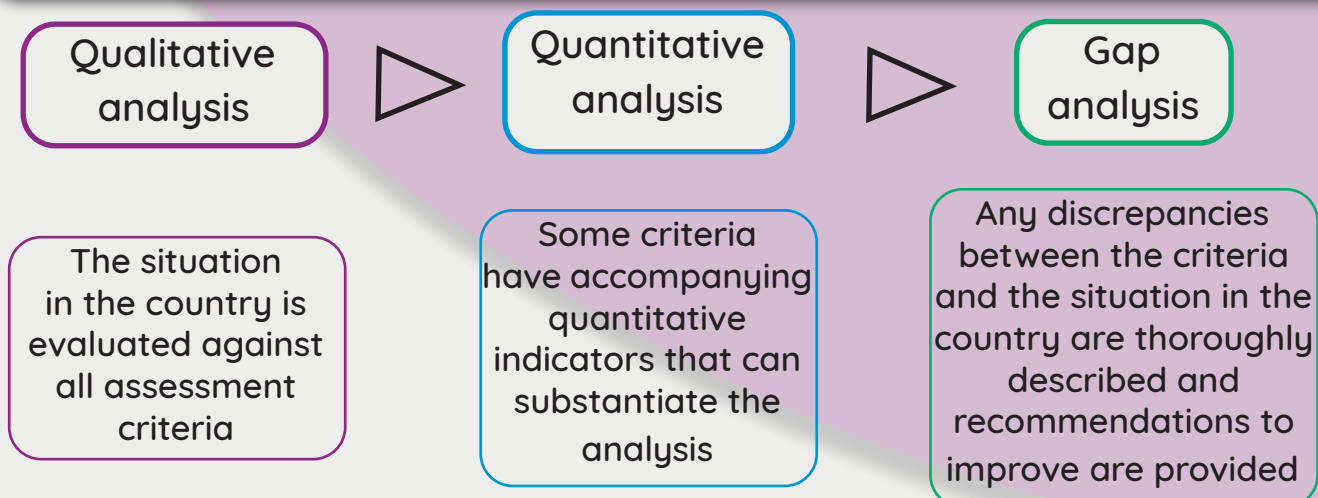 Qualitative
analysis
Quantitative
analysis
Gap
analysis
The situation
in the country is
evaluated against
all assessment
criteria
Some criteria
have accompanying
quantitative
indicators that can
substantiate the
analysis
Any discrepancies
between the criteria
and the situation in the
country are thoroughly
described and
recommendations to
improve are provided